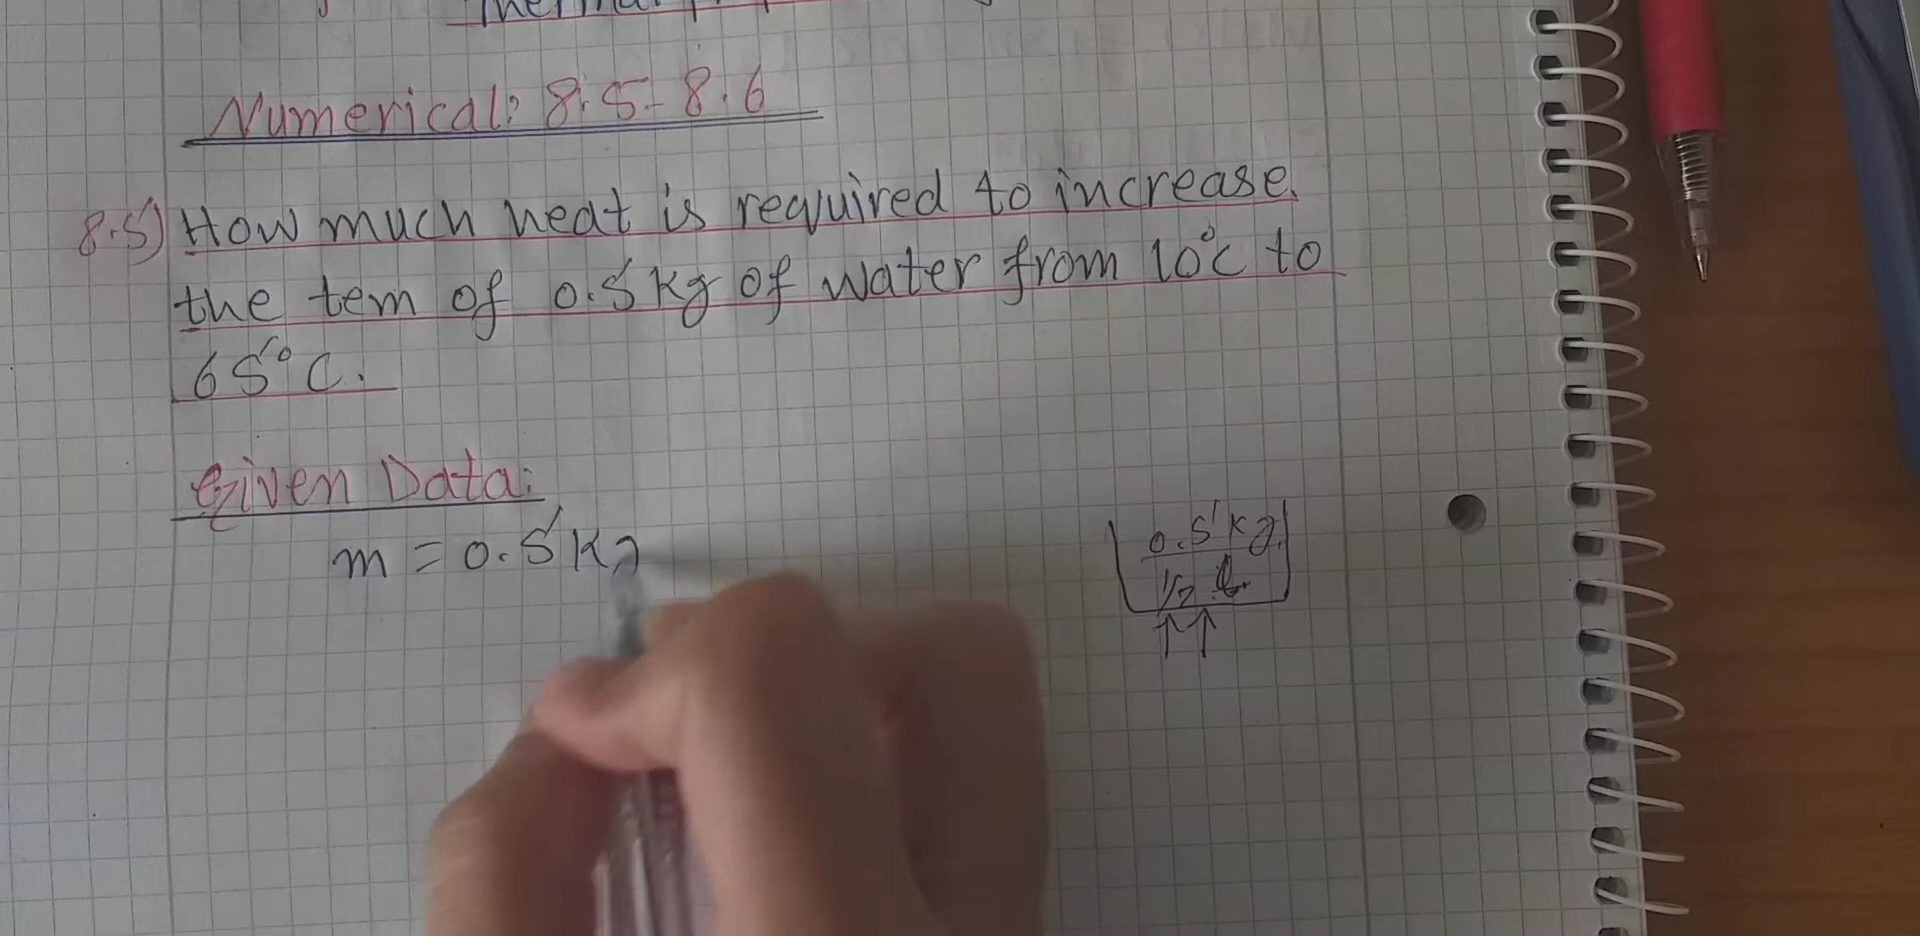 Numerical: 8.5-8.6
8.5) How much heat is required to increase
the tem of 0.5 kg of water from 10°C to
65°C.
Given Data:
m = 0.5 kg
0.5 kg
1/2 l